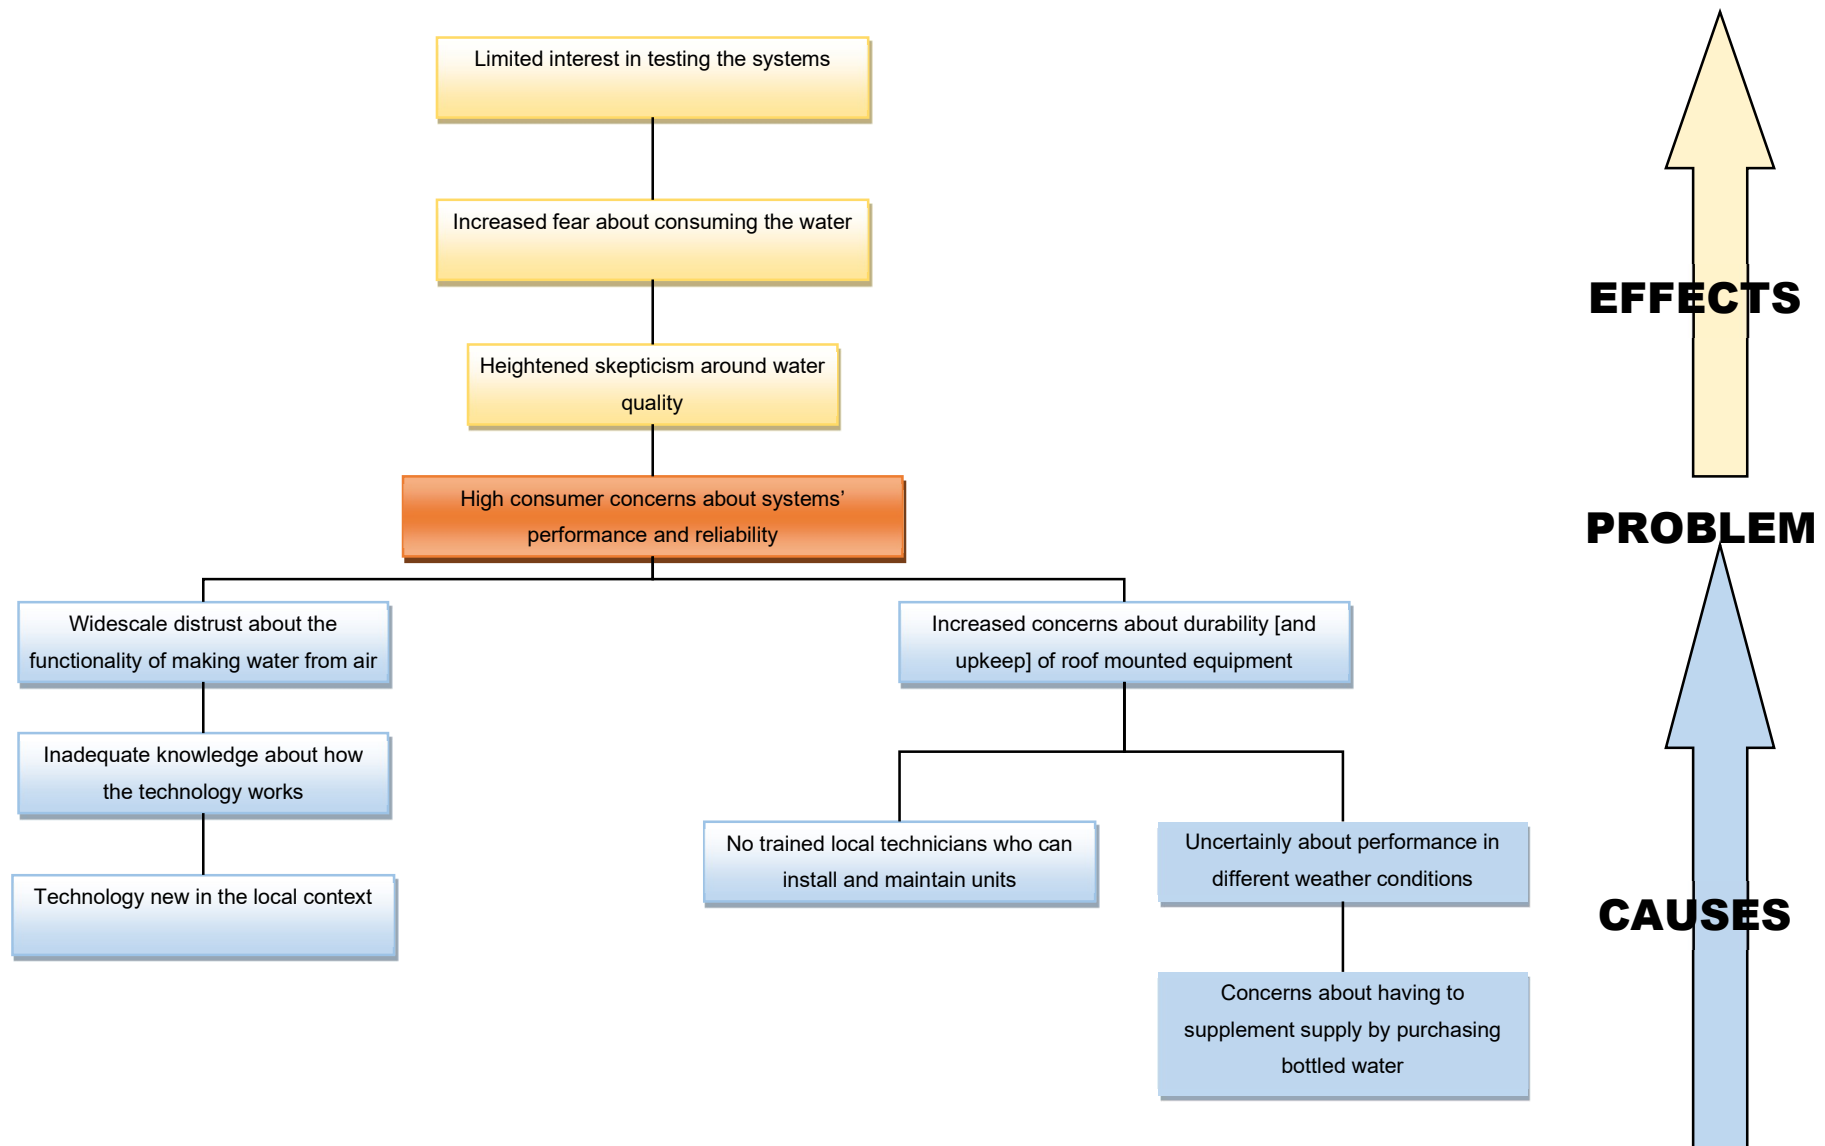 Limited interest in testing the systems
Increased fear about consuming the water
EFFECTS
Heightened skepticism around water
quality
High consumer concerns about systems’
performance and reliability
PROBLEM
Widescale distrust about the
functionality of making water from air
Increased concerns about durability [and
upkeep] of roof mounted equipment
Inadequate knowledge about how
the technology works
No trained local technicians who can
install and maintain units
Uncertainly about performance in
different weather conditions
Technology new in the local context
CAUSES
Concerns about having to
supplement supply by purchasing
bottled water